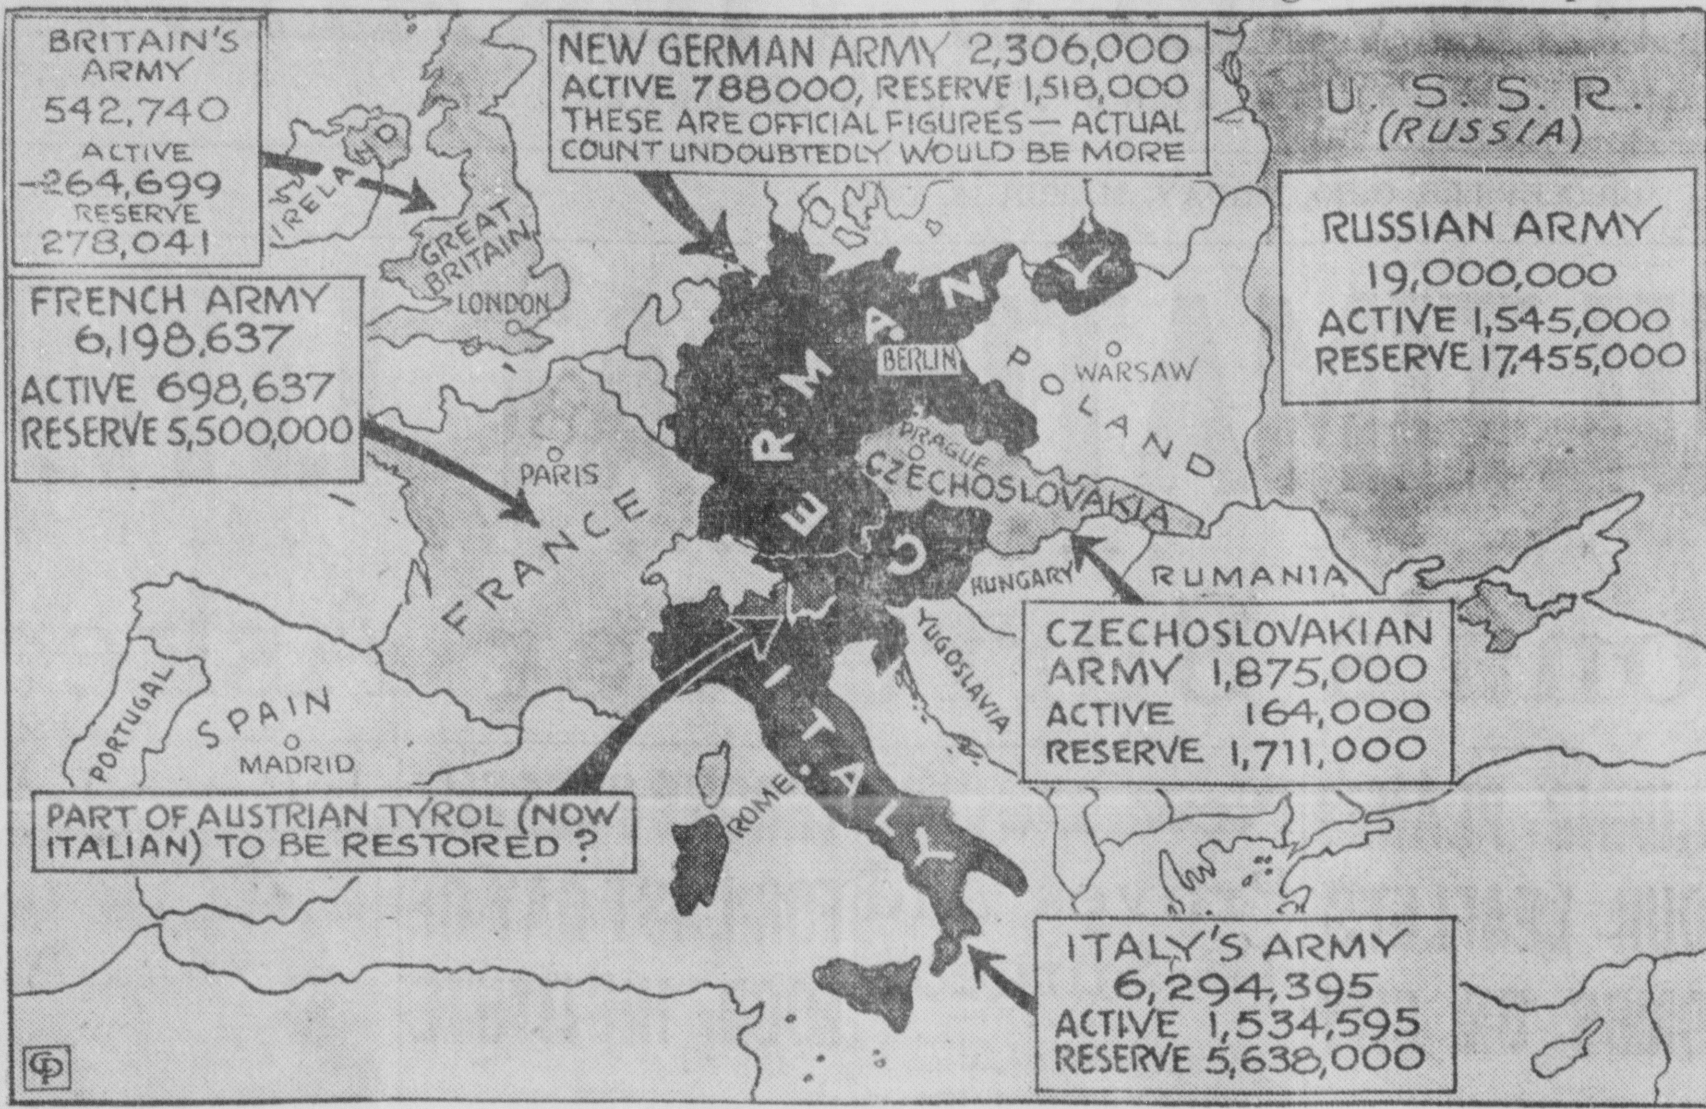 BRITAIN'S
ARMY
542,740
ACTIVE
264,699
RESERVE
278,041
NEW GERMAN ARMY 2,306,000
ACTIVE 788000, RESERVE 1,518,000
THESE ARE OFFICIAL FIGURES — ACTUAL
COUNT UNDOUBTEDLY WOULD BE MORE
U. S. S. R.
(RUSSIA)
RUSSIAN ARMY
19,000,000
ACTIVE 1,545,000
RESERVE 17,455,000
FRENCH ARMY
6,198,637
ACTIVE 698,637
RESERVE 5,500,000
IRELAND
GREAT
BRITAIN
LONDON
GERMANY
BERLIN
POLAND
WARSAW
PRAGUE
CZECHOSLOVAKIA
PARIS
FRANCE
HUNGARY
RUMANIA
YUGOSLAVIA
CZECHOSLOVAKIAN
ARMY 1,875,000
ACTIVE 164,000
RESERVE 1,711,000
PORTUGAL
SPAIN
MADRID
ITALY
ROME
PART OF AUSTRIAN TYROL (NOW
ITALIAN) TO BE RESTORED ?
ITALY'S ARMY
6,294,395
ACTIVE 1,534,595
RESERVE 5,638,000
CP